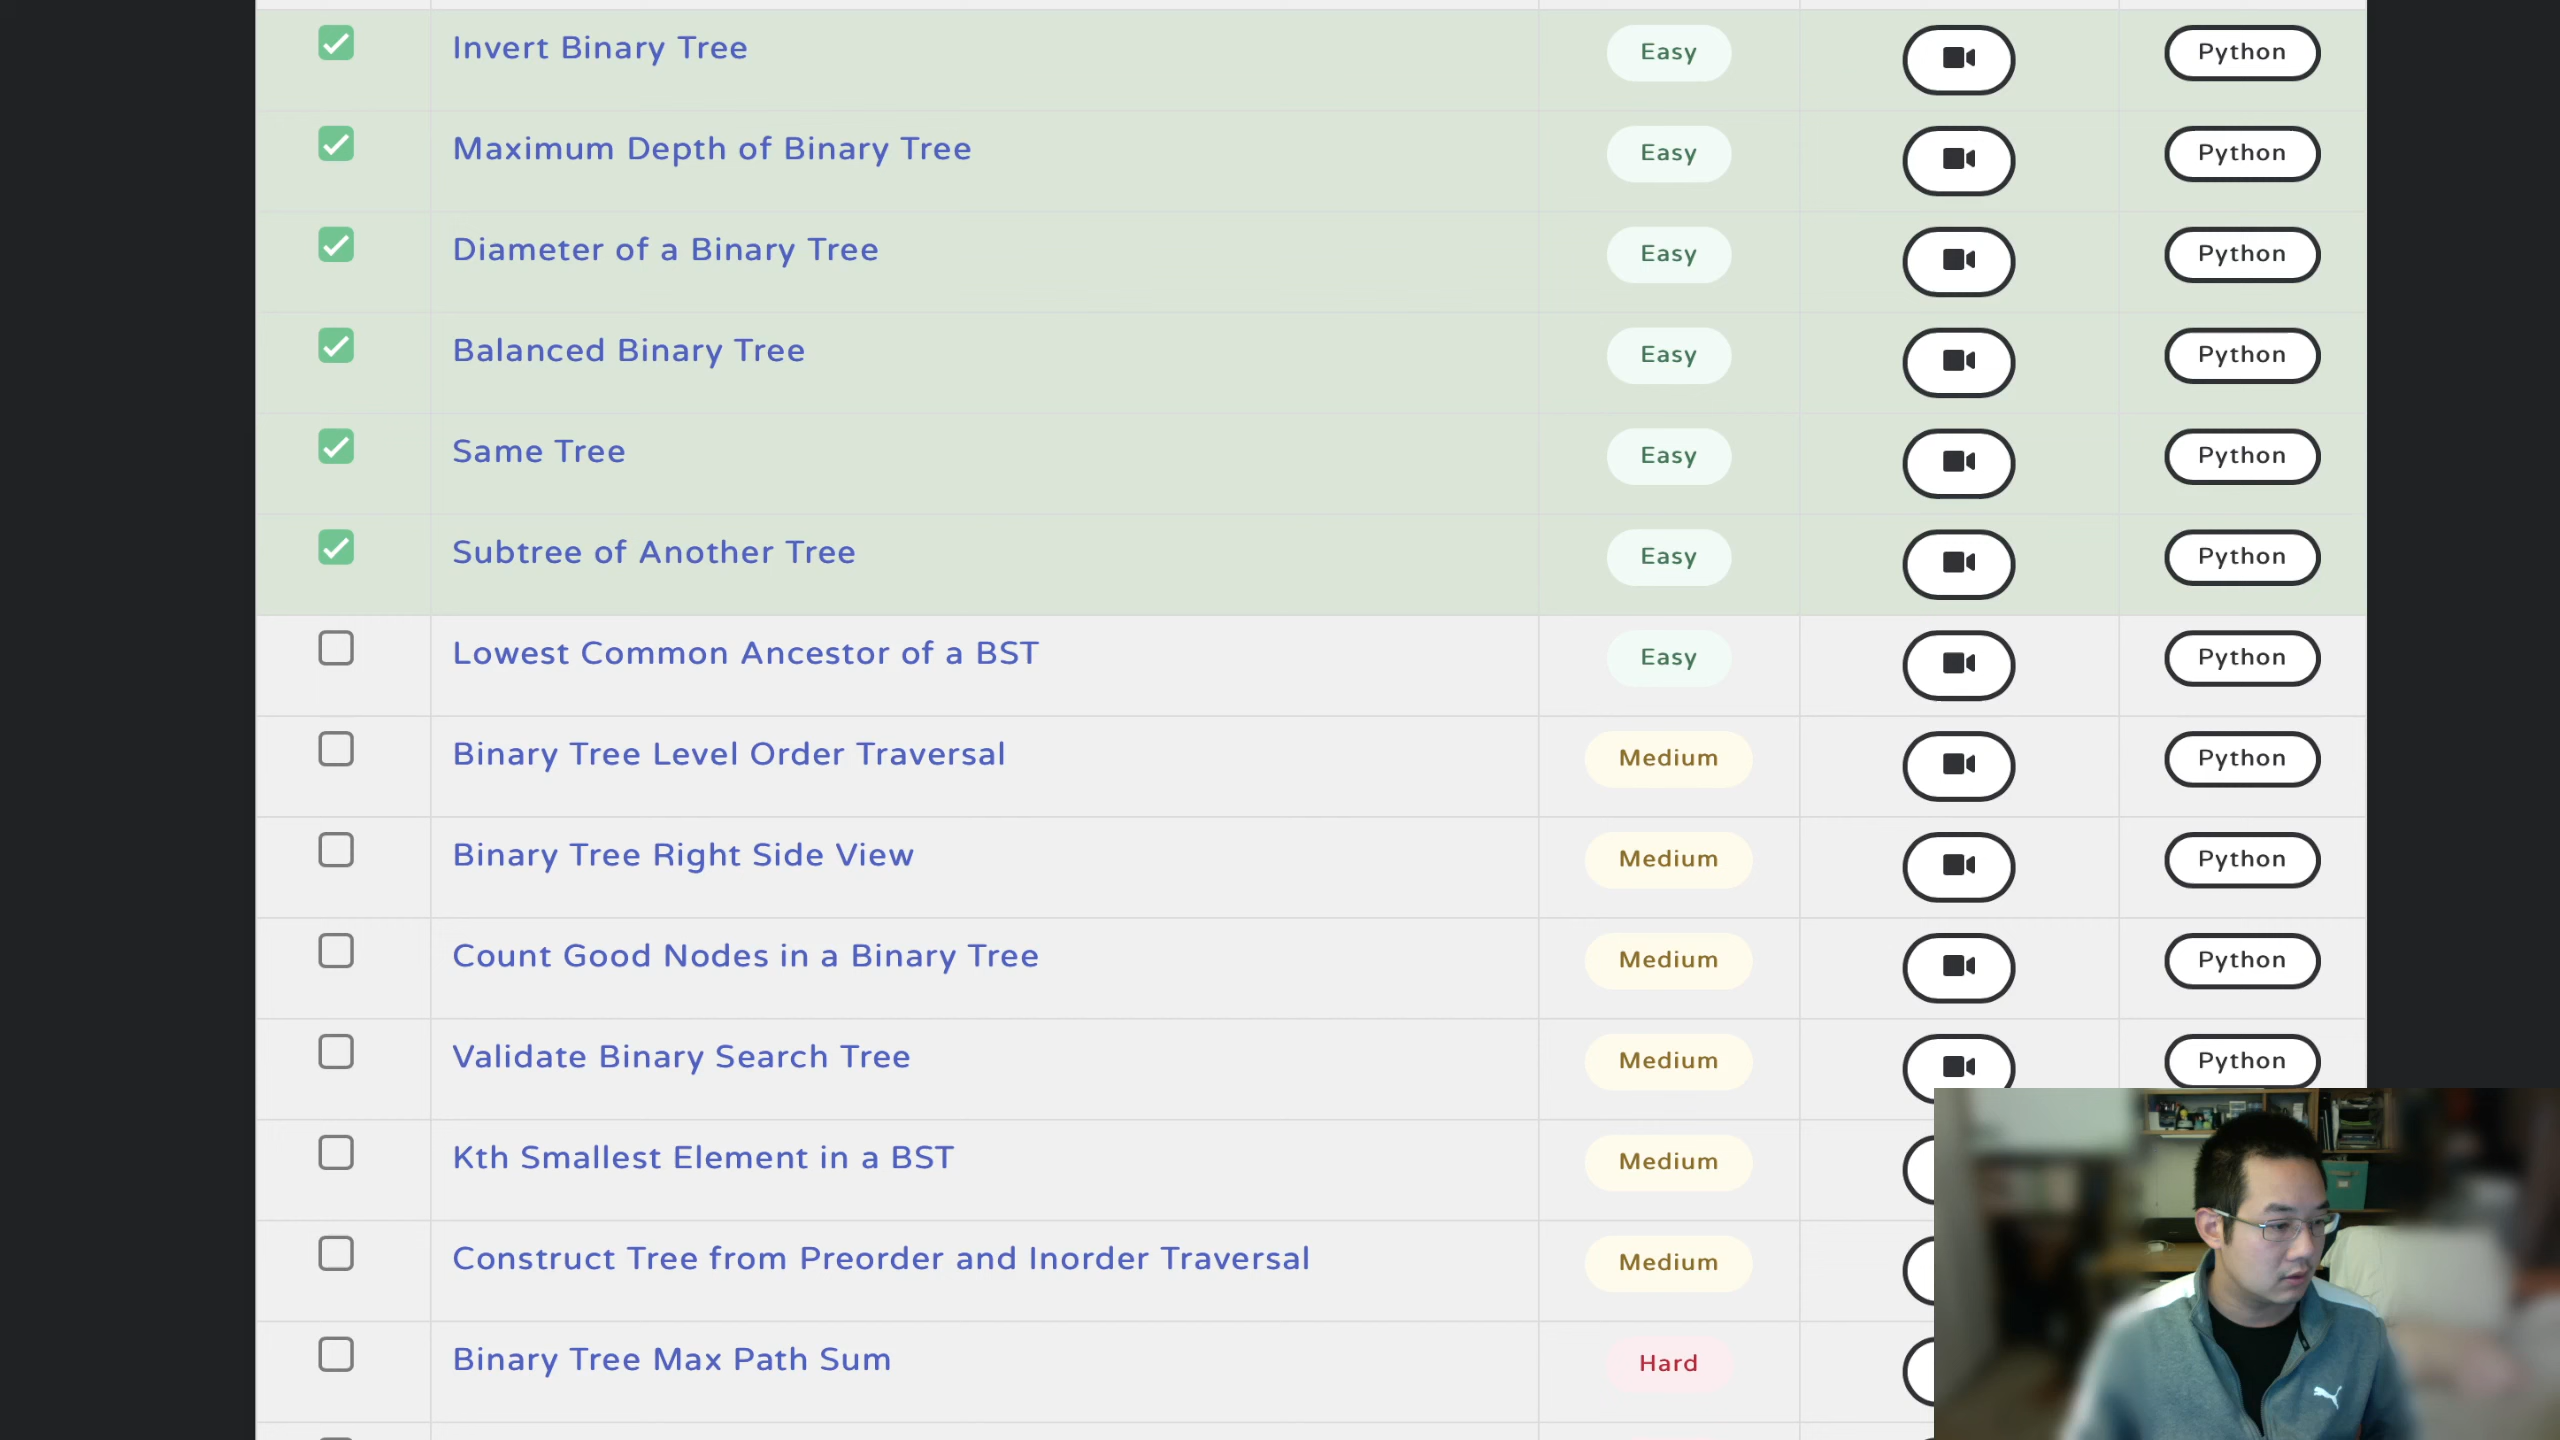 Invert Binary Tree Easy Python
Maximum Depth of Binary Tree Easy Python
Diameter of a Binary Tree Easy Python
Balanced Binary Tree Easy Python
Same Tree Easy Python
Subtree of Another Tree Easy Python
Lowest Common Ancestor of a BST Easy Python
Binary Tree Level Order Traversal Medium Python
Binary Tree Right Side View Medium Python
Count Good Nodes in a Binary Tree Medium Python
Validate Binary Search Tree Medium Python
Kth Smallest Element in a BST Medium
Construct Tree from Preorder and Inorder Traversal Medium
Binary Tree Max Path Sum Hard